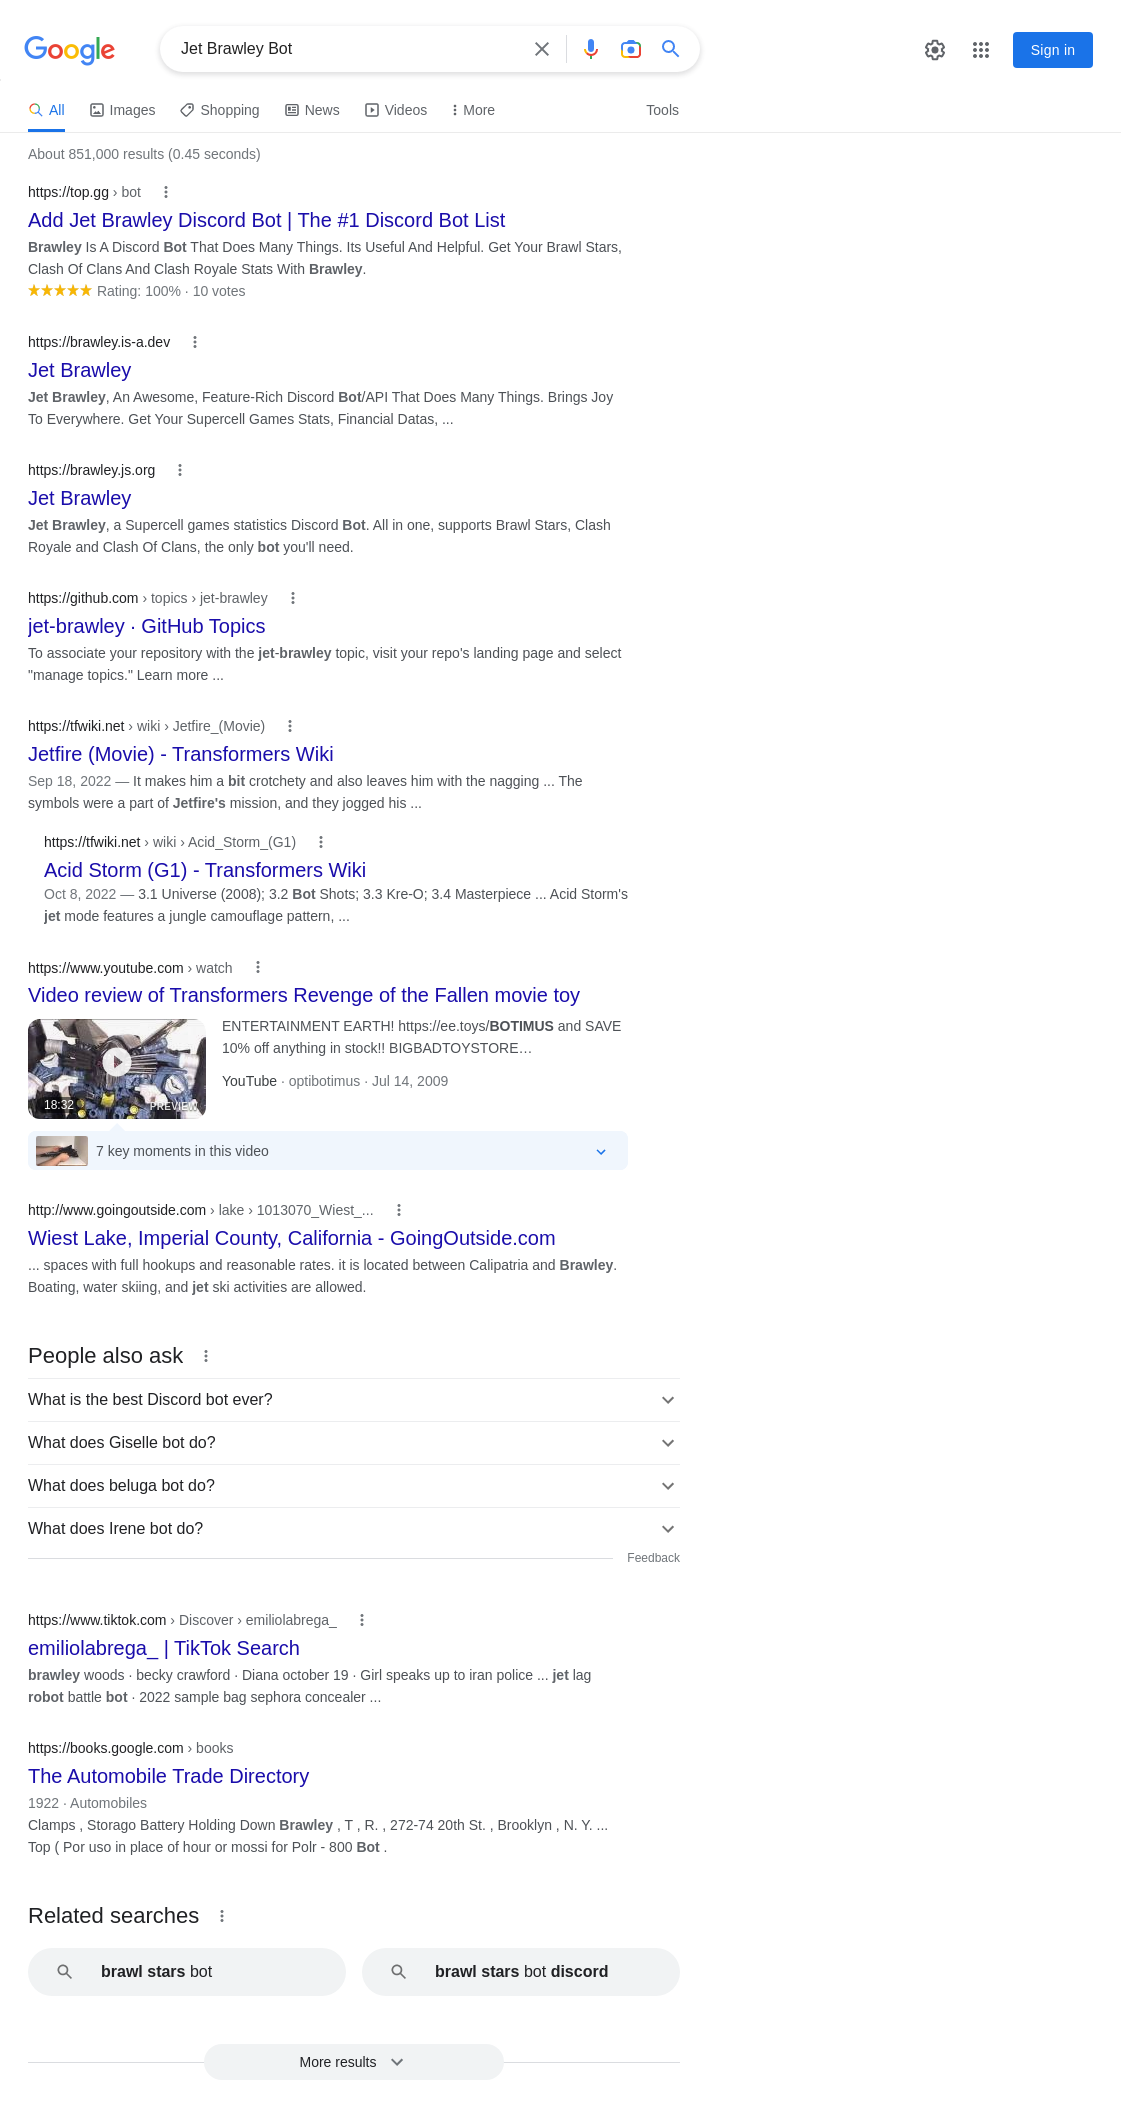 Google
Jet Brawley Bot
Sign in
All
Images
Shopping
News
Videos
More
Tools
About 851,000 results (0.45 seconds)
https://top.gg › bot
Add Jet Brawley Discord Bot | The #1 Discord Bot List
Brawley Is A Discord Bot That Does Many Things. Its Useful And Helpful. Get Your Brawl Stars,
Clash Of Clans And Clash Royale Stats With Brawley.
Rating: 100% · 10 votes
https://brawley.is-a.dev
Jet Brawley
Jet Brawley, An Awesome, Feature-Rich Discord Bot/API That Does Many Things. Brings Joy
To Everywhere. Get Your Supercell Games Stats, Financial Datas, ...
https://brawley.js.org
Jet Brawley
Jet Brawley, a Supercell games statistics Discord Bot. All in one, supports Brawl Stars, Clash
Royale and Clash Of Clans, the only bot you'll need.
https://github.com › topics › jet-brawley
jet-brawley · GitHub Topics
To associate your repository with the jet-brawley topic, visit your repo's landing page and select
"manage topics." Learn more ...
https://tfwiki.net › wiki › Jetfire_(Movie)
Jetfire (Movie) - Transformers Wiki
Sep 18, 2022 — It makes him a bit crotchety and also leaves him with the nagging ... The
symbols were a part of Jetfire's mission, and they jogged his ...
https://tfwiki.net › wiki › Acid_Storm_(G1)
Acid Storm (G1) - Transformers Wiki
Oct 8, 2022 — 3.1 Universe (2008); 3.2 Bot Shots; 3.3 Kre-O; 3.4 Masterpiece ... Acid Storm's
jet mode features a jungle camouflage pattern, ...
https://www.youtube.com › watch
Video review of Transformers Revenge of the Fallen movie toy
ENTERTAINMENT EARTH! https://ee.toys/BOTIMUS and SAVE
10% off anything in stock!! BIGBADTOYSTORE…
YouTube · optibotimus · Jul 14, 2009
18:32
PREVIEW
7 key moments in this video
http://www.goingoutside.com › lake › 1013070_Wiest_...
Wiest Lake, Imperial County, California - GoingOutside.com
... spaces with full hookups and reasonable rates. it is located between Calipatria and Brawley.
Boating, water skiing, and jet ski activities are allowed.
People also ask
What is the best Discord bot ever?
What does Giselle bot do?
What does beluga bot do?
What does Irene bot do?
Feedback
https://www.tiktok.com › Discover › emiliolabrega_
emiliolabrega_ | TikTok Search
brawley woods · becky crawford · Diana october 19 · Girl speaks up to iran police ... jet lag
robot battle bot · 2022 sample bag sephora concealer ...
https://books.google.com › books
The Automobile Trade Directory
1922 · Automobiles
Clamps , Storago Battery Holding Down Brawley , T , R. , 272-74 20th St. , Brooklyn , N. Y. ...
Top ( Por uso in place of hour or mossi for Polr - 800 Bot .
Related searches
brawl stars bot
brawl stars bot discord
More results